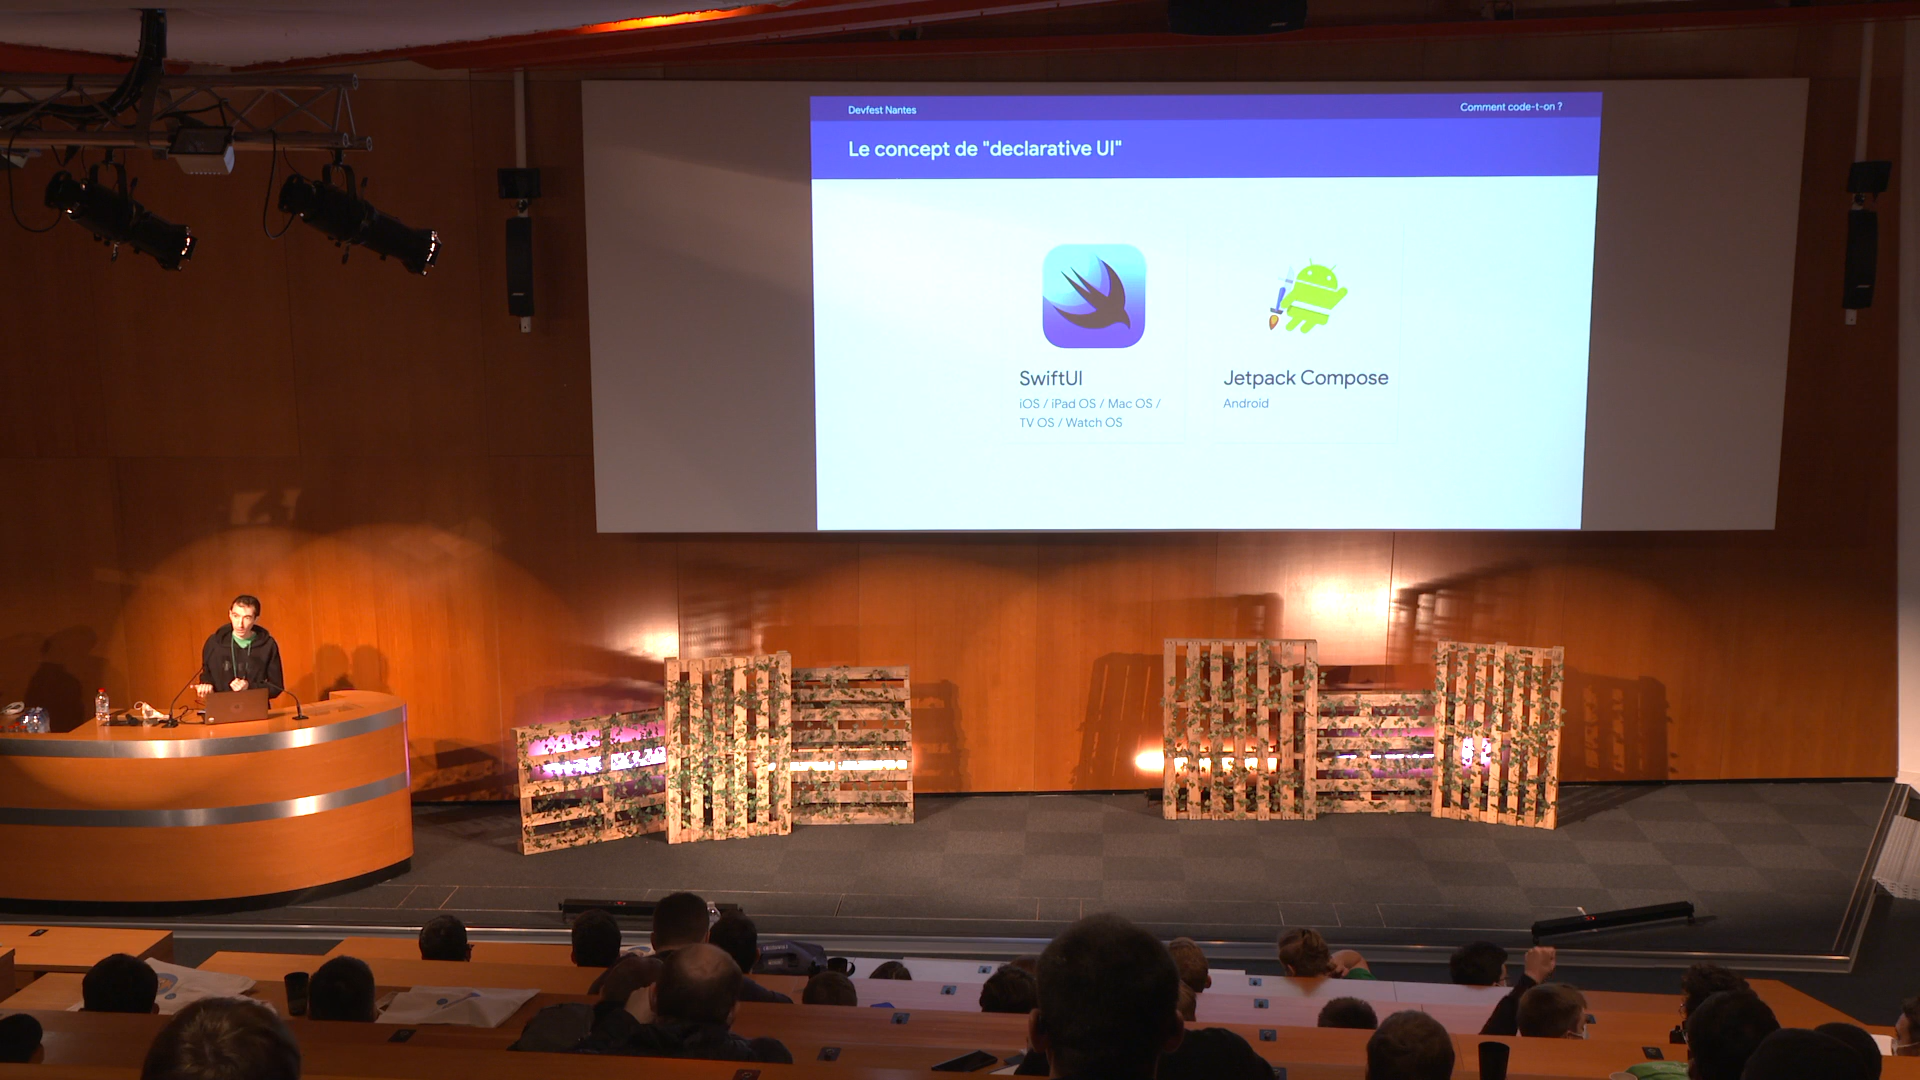 Devfest Nantes
Comment code-t-on ?
Le concept de "declarative UI"
SwiftUI
iOS / iPad OS / Mac OS /
TV OS / Watch OS
Jetpack Compose
Android